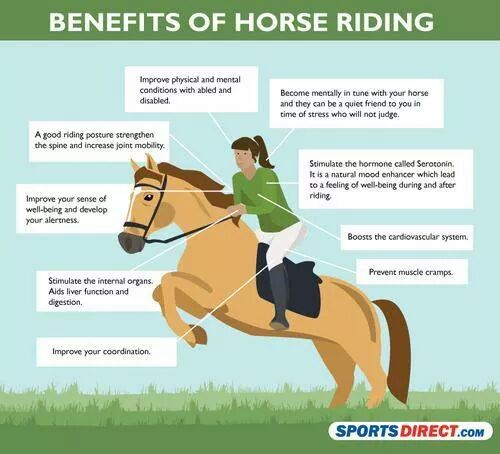 BENEFITS OF HORSE RIDING
Improve physical and mental
conditions with abled and
disabled.
Become mentally in tune with your horse
and they can be a quiet friend to you in
time of stress who will not judge.
A good riding posture strengthen
the spine and increase joint mobility.
Stimulate the hormone called Serotonin.
It is a natural mood enhancer which lead
to a feeling of well-being during and after
riding.
Improve your sense of
well-being and develop
your alertness.
Boosts the cardiovascular system.
Prevent muscle cramps.
Stimulate the internal organs.
Aids liver function and
digestion.
Improve your coordination.
SPORTSDIRECT.COM